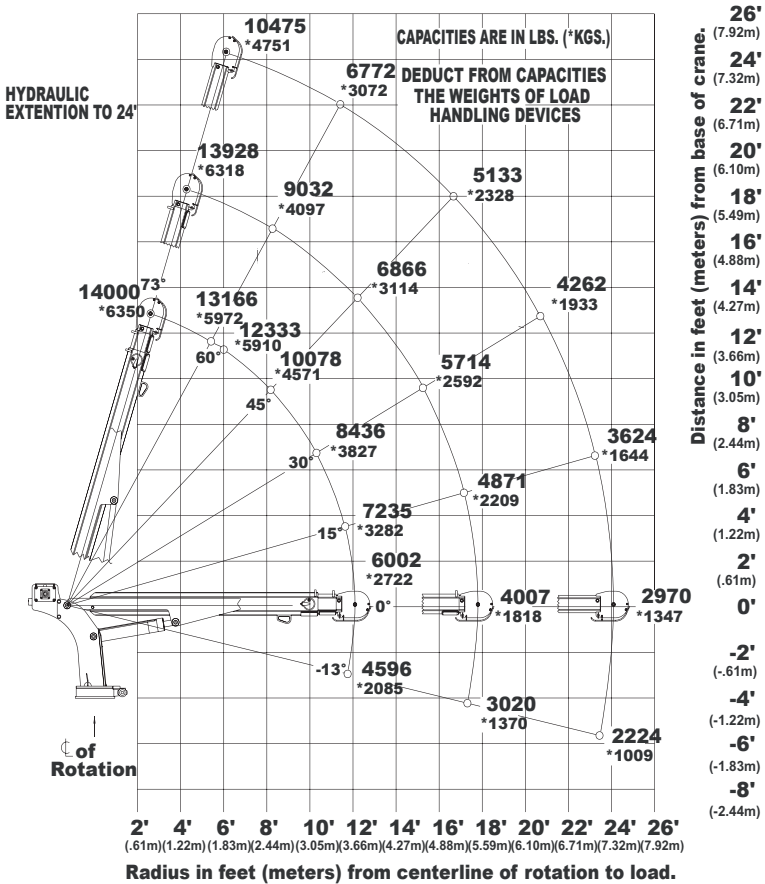 10475
*4751
CAPACITIES ARE IN LBS. (*KGS.)
6772
*3072
DEDUCT FROM CAPACITIES
THE WEIGHTS OF LOAD
HANDLING DEVICES
HYDRAULIC
EXTENTION TO 24'
13928
*6318
9032
*4097
5133
*2328
6866
*3114
4262
*1933
73°
14000
*6350
13166
*5972
60°
12333
*5910
10078
*4571
45°
5714
*2592
8436
*3827
30°
3624
*1644
4871
*2209
7235
*3282
15°
6002
*2722
0°
4007
*1818
2970
*1347
-13°
4596
*2085
3020
*1370
2224
*1009
℄ of
Rotation
26'
(7.92m)
24'
(7.32m)
22'
(6.71m)
20'
(6.10m)
18'
(5.49m)
16'
(4.88m)
14'
(4.27m)
12'
(3.66m)
10'
(3.05m)
8'
(2.44m)
6'
(1.83m)
4'
(1.22m)
2'
(.61m)
0'
-2'
(-.61m)
-4'
(-1.22m)
-6'
(-1.83m)
-8'
(-2.44m)
Distance in feet (meters) from base of crane.
2' 4' 6' 8' 10' 12' 14' 16' 18' 20' 22' 24' 26'
(.61m)(1.22m)(1.83m)(2.44m)(3.05m)(3.66m)(4.27m)(4.88m)(5.59m)(6.10m)(6.71m)(7.32m)(7.92m)
Radius in feet (meters) from centerline of rotation to load.